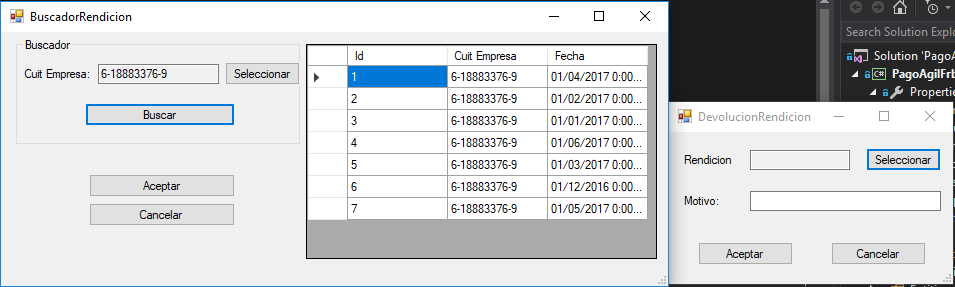 BuscadorRendicion
Buscador
Cuit Empresa: 6-18883376-9 Seleccionar
Buscar
Aceptar
Cancelar
Id Cuit Empresa Fecha
1 6-18883376-9 01/04/2017 0:00...
2 6-18883376-9 01/02/2017 0:00...
3 6-18883376-9 01/01/2017 0:00...
4 6-18883376-9 01/06/2017 0:00...
5 6-18883376-9 01/03/2017 0:00...
6 6-18883376-9 01/12/2016 0:00...
7 6-18883376-9 01/05/2017 0:00...
Search Solution Explo
Solution 'PagoA
C# PagoAgilFrb
Propertie
DevolucionRendicion
Rendicion Seleccionar
Motivo:
Aceptar Cancelar